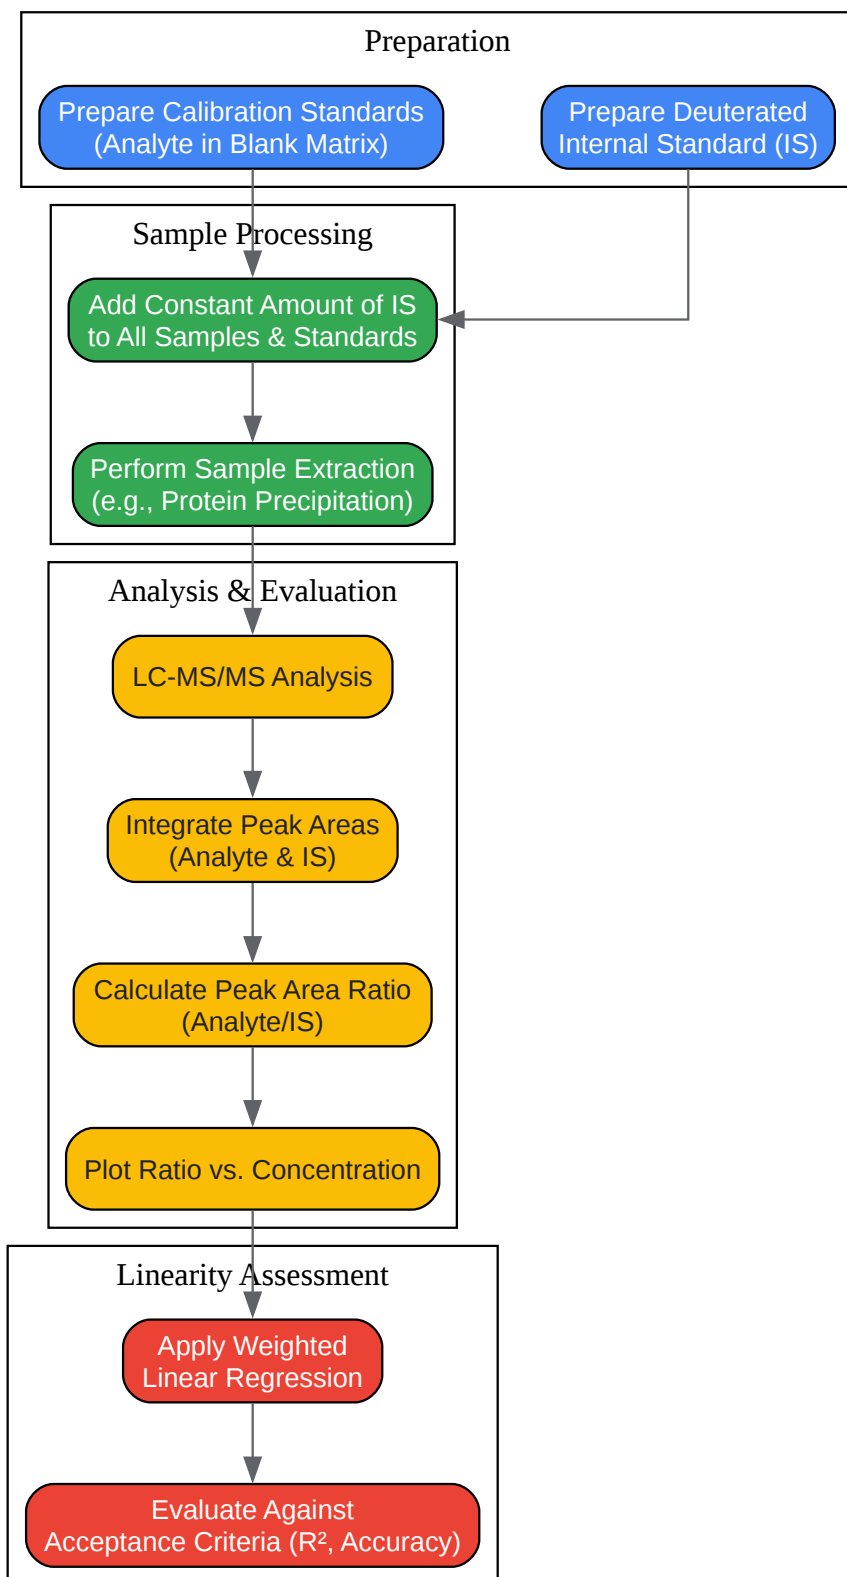 Preparation
Prepare Calibration Standards
(Analyte in Blank Matrix)
Prepare Deuterated
Internal Standard (IS)
Sample Processing
Add Constant Amount of IS
to All Samples & Standards
Perform Sample Extraction
(e.g., Protein Precipitation)
Analysis & Evaluation
LC-MS/MS Analysis
Integrate Peak Areas
(Analyte & IS)
Calculate Peak Area Ratio
(Analyte/IS)
Plot Ratio vs. Concentration
Linearity Assessment
Apply Weighted
Linear Regression
Evaluate Against
Acceptance Criteria (R², Accuracy)